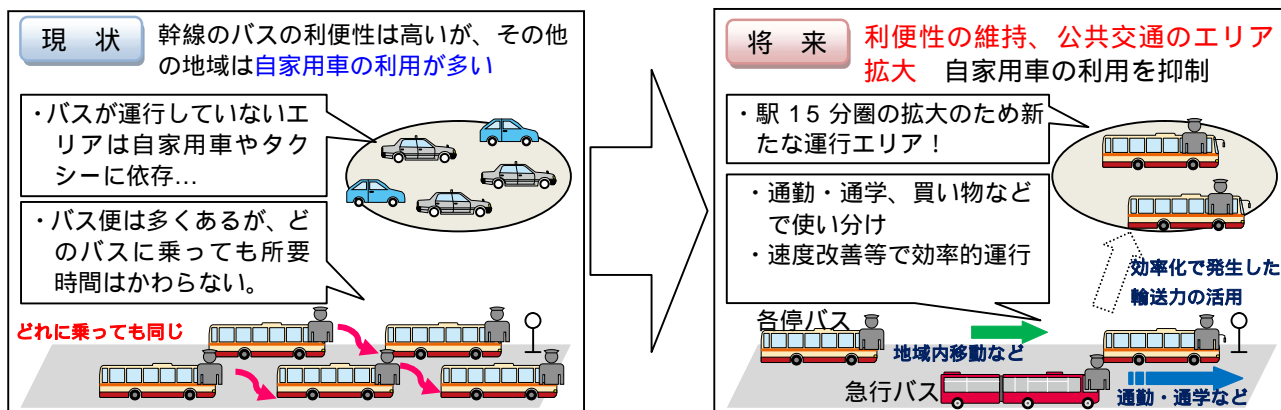 現 状
幹線のバスの利便性は高いが、その他
の地域は自家用車の利用が多い
・バスが運行していないエ
リアは自家用車やタク
シーに依存…
・バス便は多くあるが、ど
のバスに乗っても所要
時間はかわらない。
どれに乗っても同じ
将 来
利便性の維持、公共交通のエリア
拡大 自家用車の利用を抑制
・駅 15 分圏の拡大のため新
たな運行エリア！
・通勤・通学、買い物など
で使い分け
・速度改善等で効率的運行
効率化で発生した
輸送力の活用
各停バス
地域内移動など
急行バス
通勤・通学など